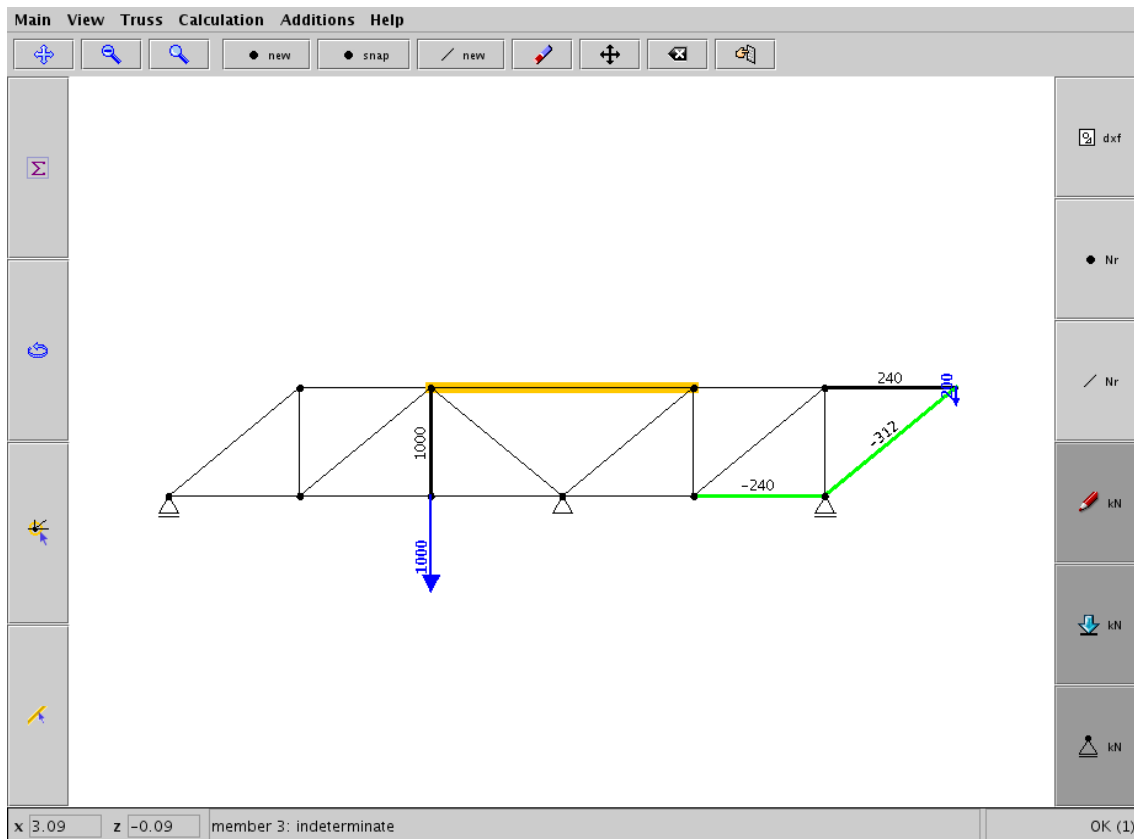 Main View Truss Calculation Additions Help
new snap new
dxf
Nr
Nr
kN
kN
kN
240
200
-312
1000
-240
1000
x 3.09 z -0.09 member 3: indeterminate OK (1)